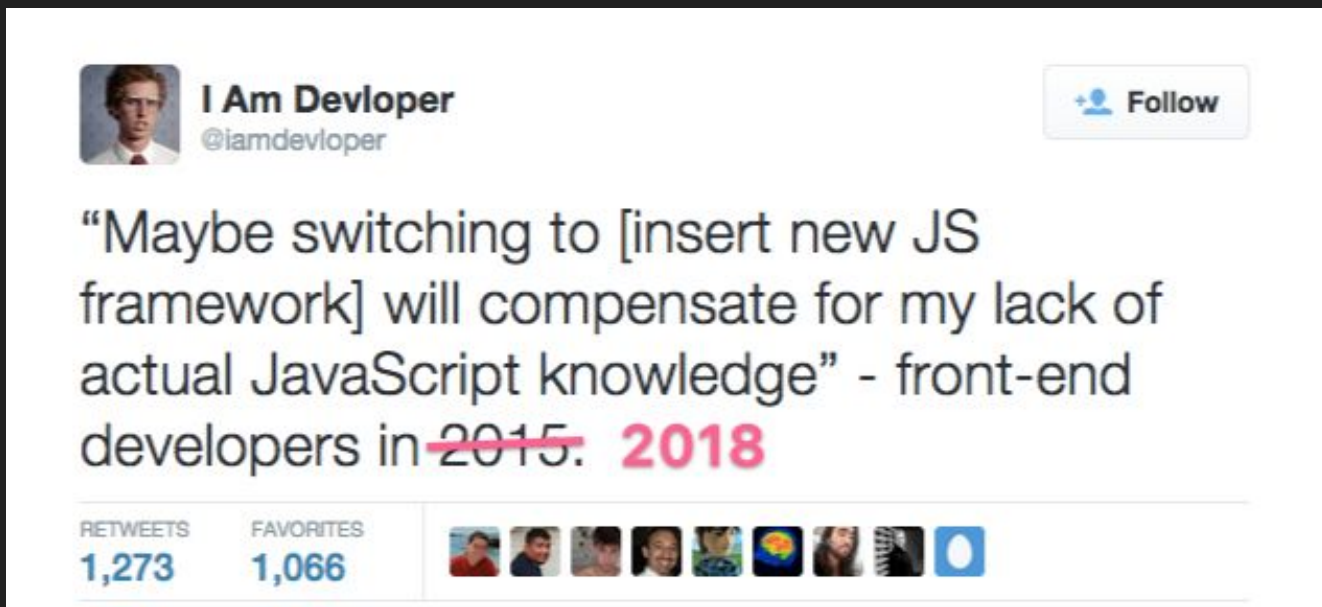 I Am Devloper
@iamdevloper
Follow
“Maybe switching to [insert new JS
framework] will compensate for my lack of
actual JavaScript knowledge” - front-end
developers in 2015. 2018
RETWEETS FAVORITES
1,273 1,066